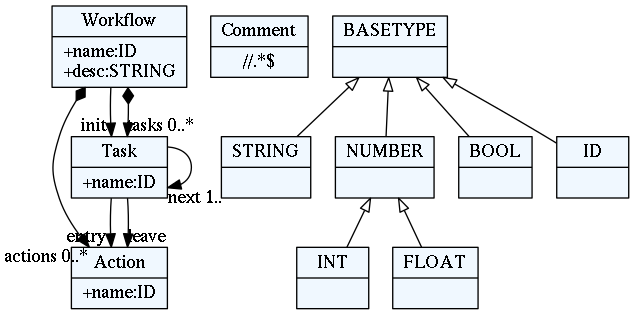 Workflow
+name:ID
+desc:STRING
Comment
//.*$
BASETYPE
init
tasks 0..*
Task
+name:ID
next 1..
STRING
NUMBER
BOOL
ID
entry
leave
actions 0..*
Action
+name:ID
INT
FLOAT